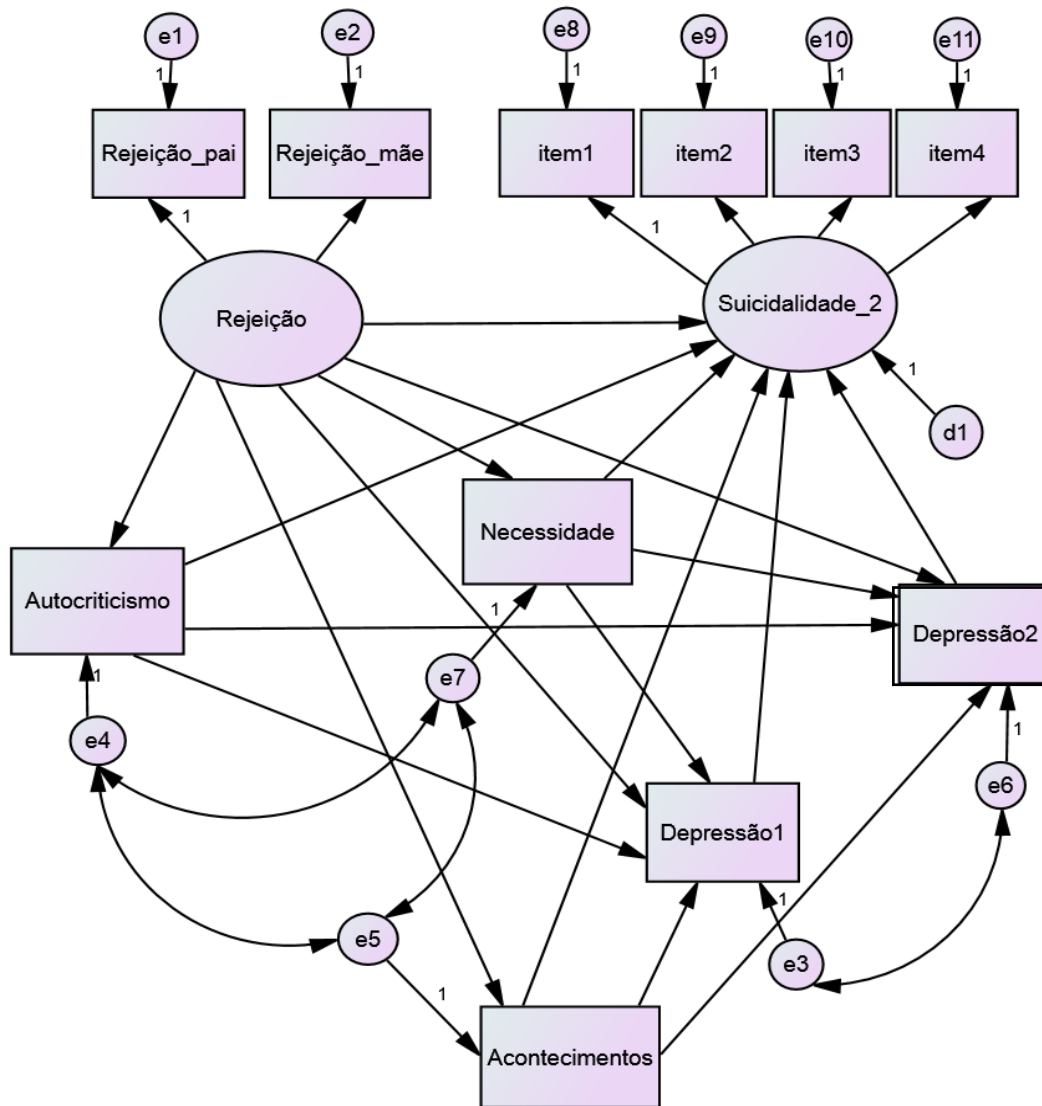 e1
e2
e8
e9
e10
e11
1
1
1
1
1
1
Rejeição_pai
Rejeição_mãe
item1
item2
item3
item4
1
1
Rejeição
Suicidalidade_2
1
d1
Necessidade
Autocriticismo
1
Depressão2
e7
1
e4
1
e6
Depressão1
1
e5
e3
1
Acontecimentos